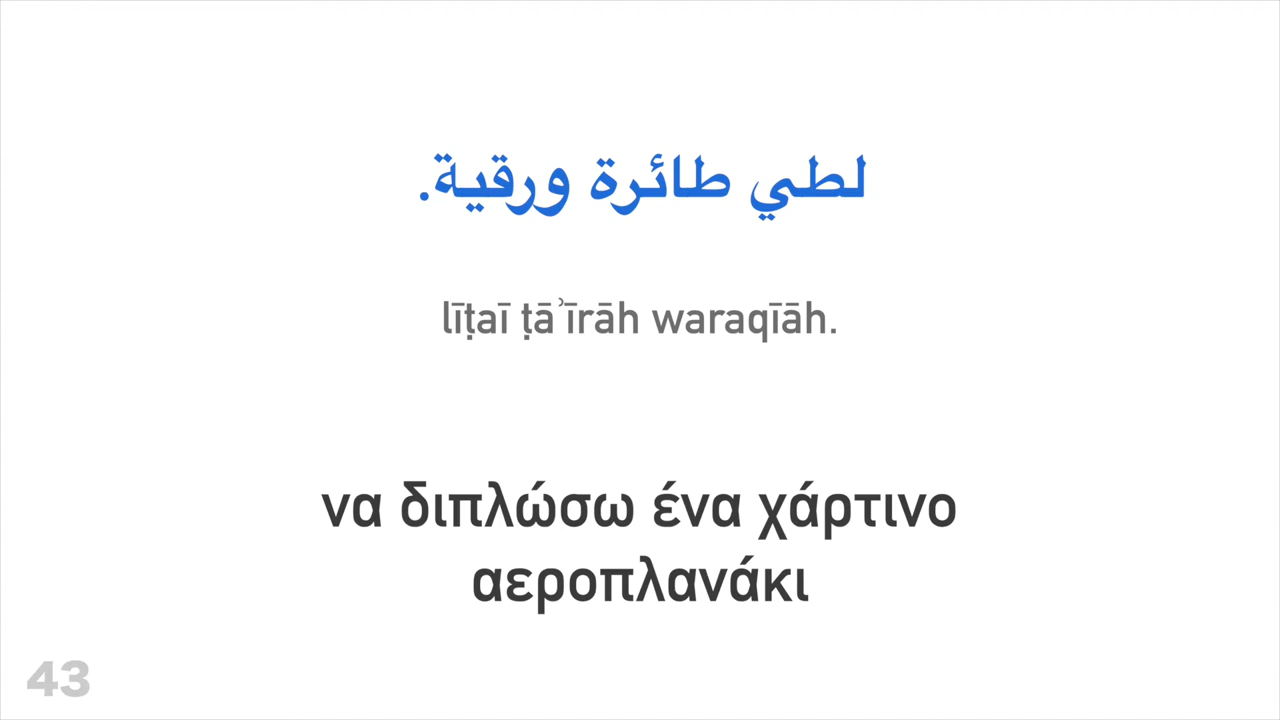 لطي طائرة ورقية.
līṭaī ṭāʾīrāh waraqīāh.
να διπλώσω ένα χάρτινο
αεροπλανάκι
43